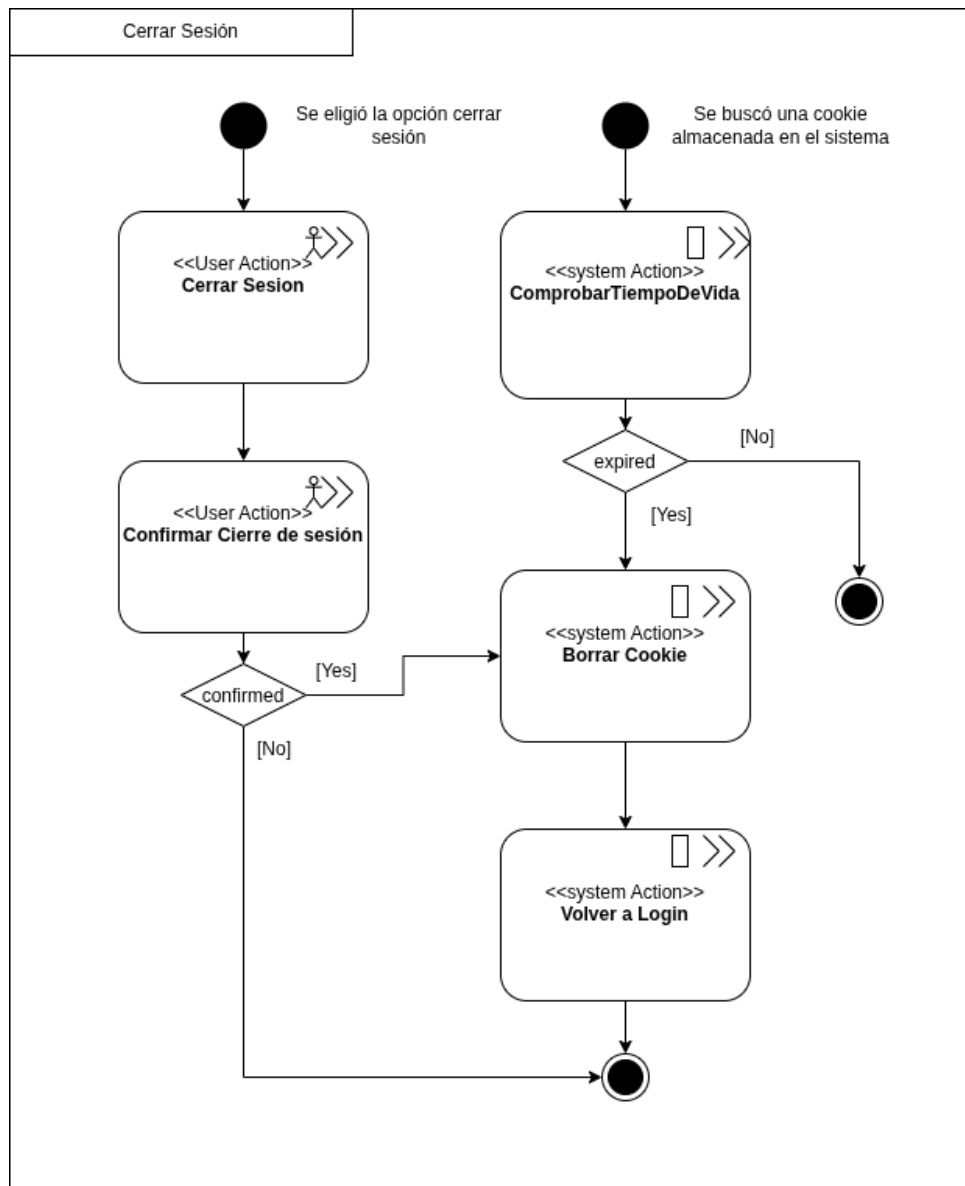 Cerrar Sesión
Se eligió la opción cerrar
sesión
Se buscó una cookie
almacenada en el sistema
<<User Action>>
Cerrar Sesion
<<system Action>>
ComprobarTiempoDeVida
expired
[No]
[Yes]
<<User Action>>
Confirmar Cierre de sesión
confirmed
[Yes]
[No]
<<system Action>>
Borrar Cookie
<<system Action>>
Volver a Login